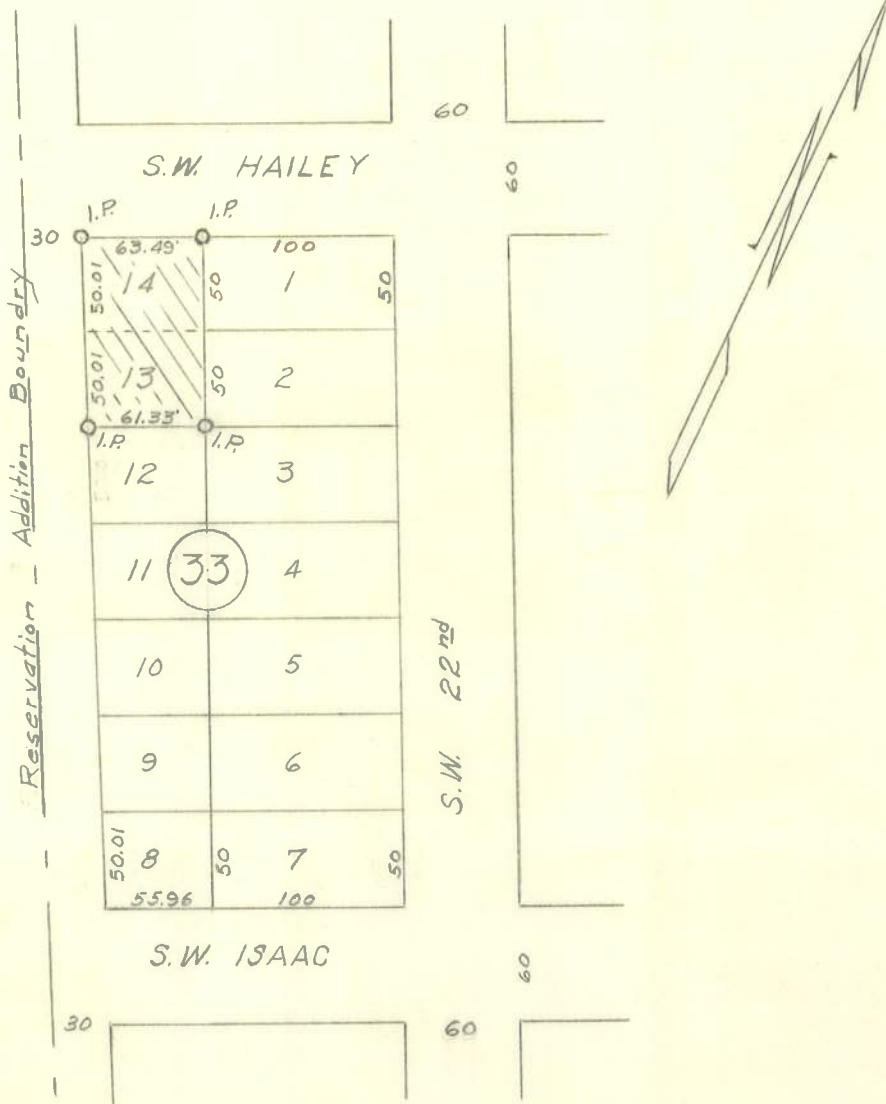 60
S.W. HAILEY
60
I.P. I.P.
30 63.49' 100
50.01 14 50 1 50
50.01 13 50 2
61.33'
I.P. I.P.
12 3
11 33 4
10 5
9 6
50.01 8 50 7 50
55.96 100
S.W. 22nd
S.W. ISAAC
60
30 60
Reservation Addition Boundry